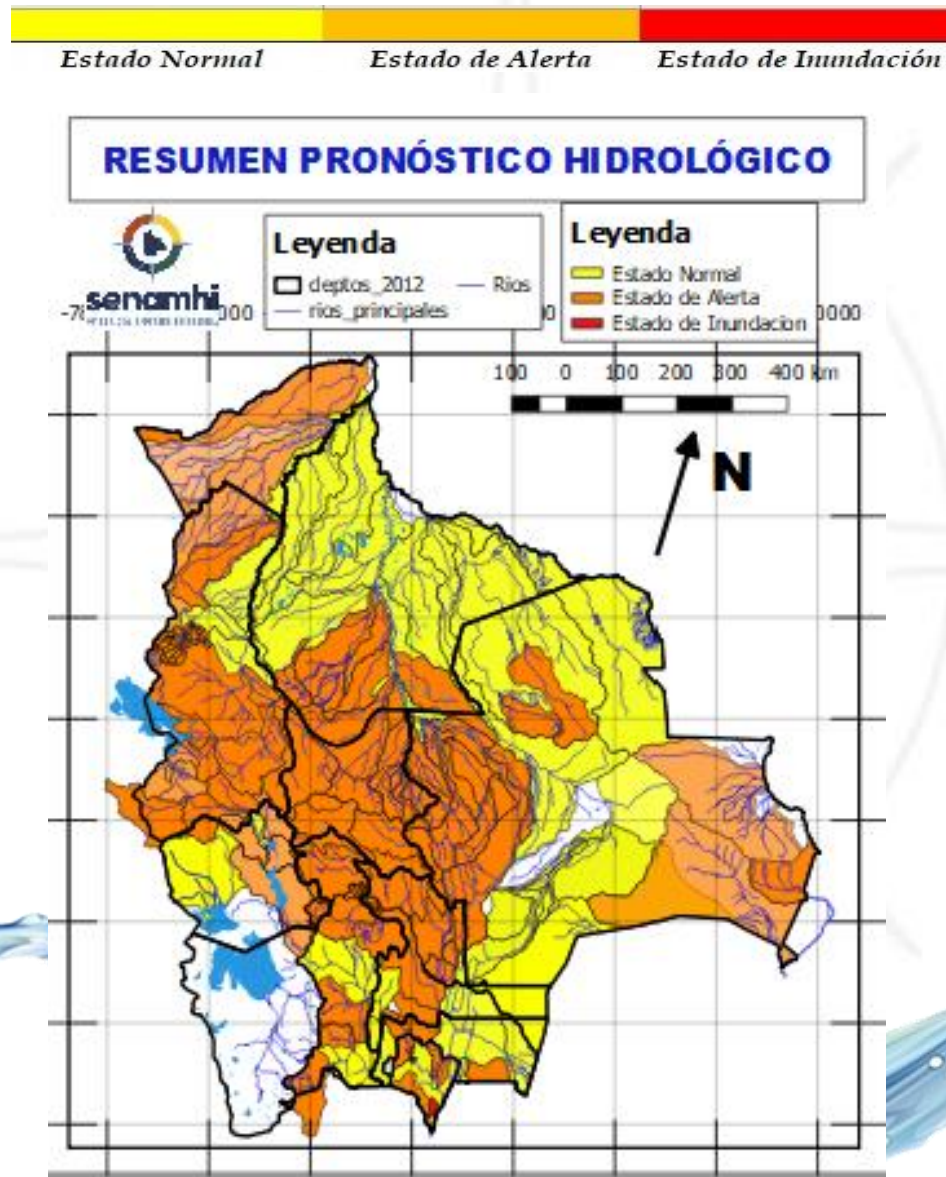 Estado Normal
Estado de Alerta
Estado de Inundación
RESUMEN PRONÓSTICO HIDROLÓGICO
senamhi
Leyenda
deptos_2012
Rios
rios_principales
Leyenda
Estado Normal
Estado de Alerta
Estado de Inundacion
100 0 100 200 300 400 km
N